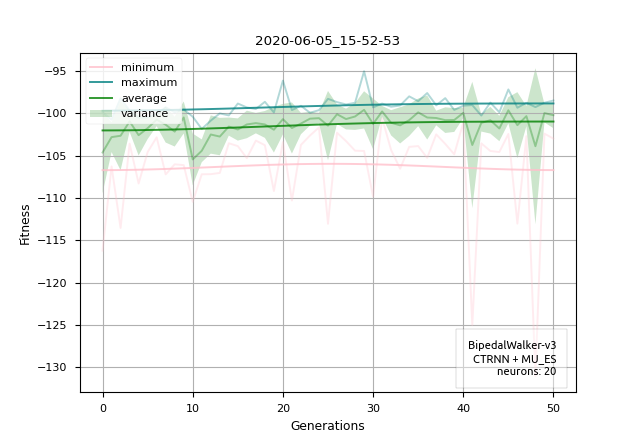 2020-06-05_15-52-53
minimum
maximum
average
variance
−95
−100
−105
−110
−115
−120
−125
−130
Fitness
BipedalWalker-v3
CTRNN + MU_ES
neurons: 20
0 10 20 30 40 50
Generations